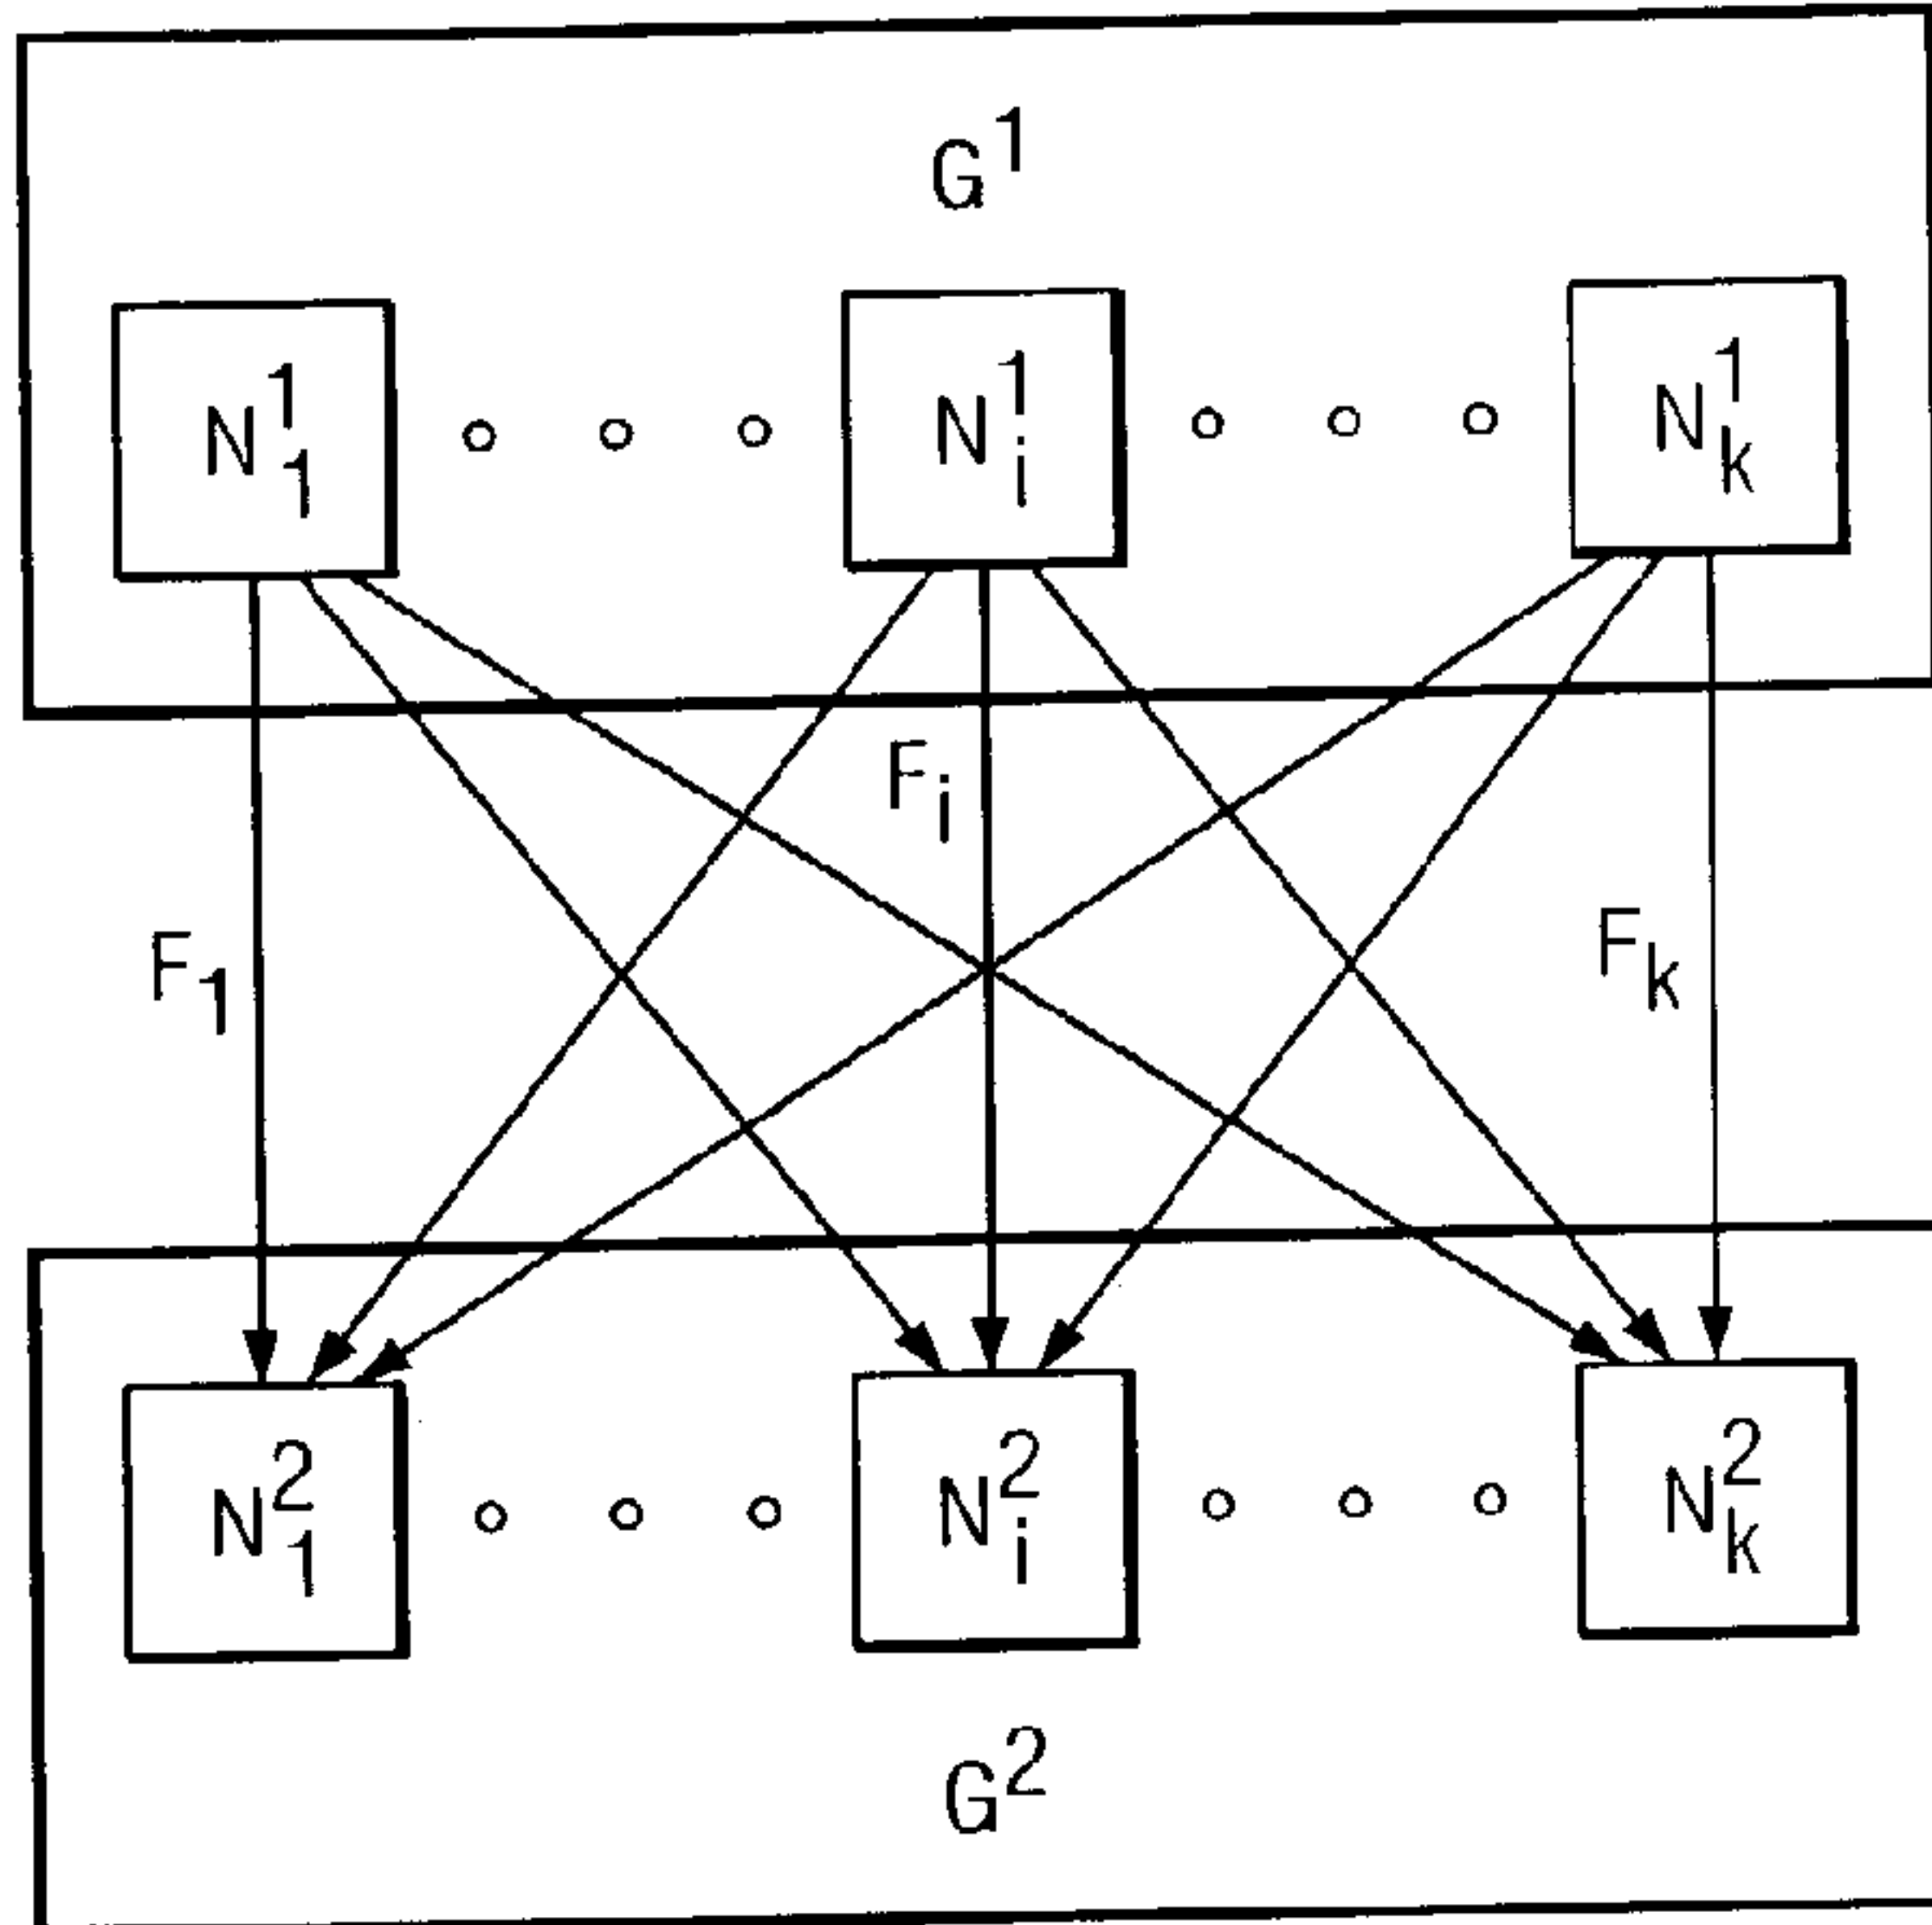 G¹
N¹₁ N¹ᵢ N¹ₖ
Fᵢ
F₁ Fₖ
N²₁ N²ᵢ N²ₖ
G²